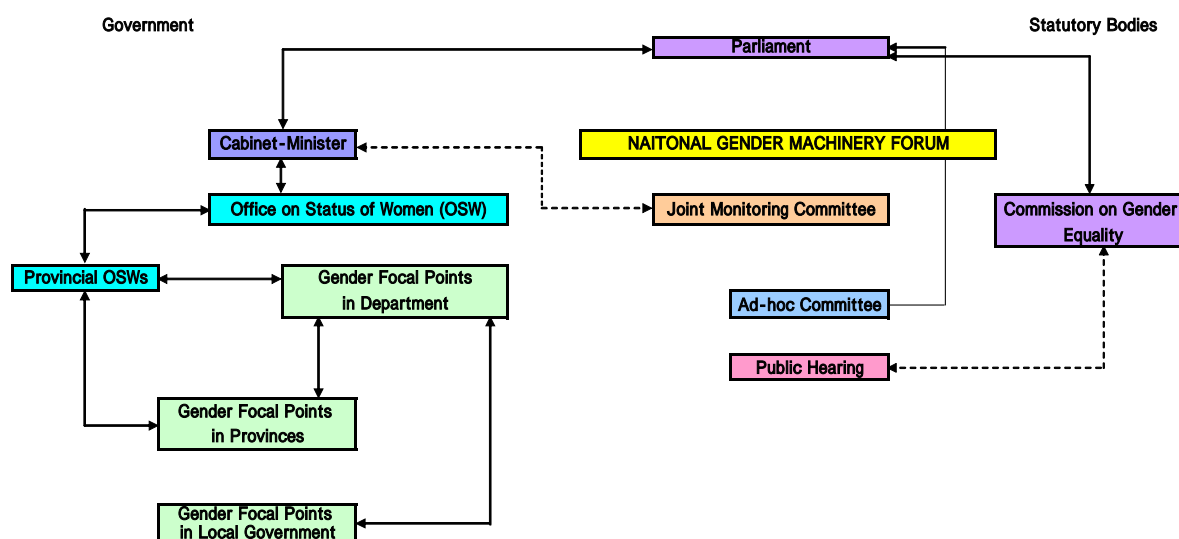 Government
Statutory Bodies
Parliament
Cabinet-Minister
NAITONAL GENDER MACHINERY FORUM
Office on Status of Women (OSW)
Joint Monitoring Committee
Commission on Gender
Equality
Provincial OSWs
Gender Focal Points
in Department
Ad-hoc Committee
Public Hearing
Gender Focal Points
in Provinces
Gender Focal Points
in Local Government